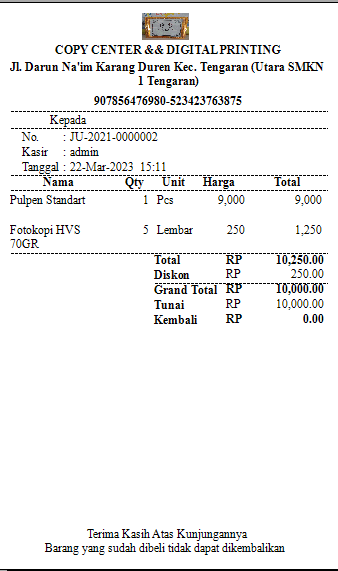 COPY CENTER && DIGITAL PRINTING
Jl. Darun Na'im Karang Duren Kec. Tengaran (Utara SMKN
1 Tengaran)
907856476980-523423763875
Kepada
No. : JU-2021-0000002
Kasir : admin
Tanggal : 22-Mar-2023 15:11
Nama Qty Unit Harga Total
Pulpen Standart 1 Pcs 9,000 9,000
Fotokopi HVS 5 Lembar 250 1,250
70GR
Total RP 10,250.00
Diskon RP 250.00
Grand Total RP 10,000.00
Tunai RP 10,000.00
Kembali RP 0.00
Terima Kasih Atas Kunjungannya
Barang yang sudah dibeli tidak dapat dikembalikan